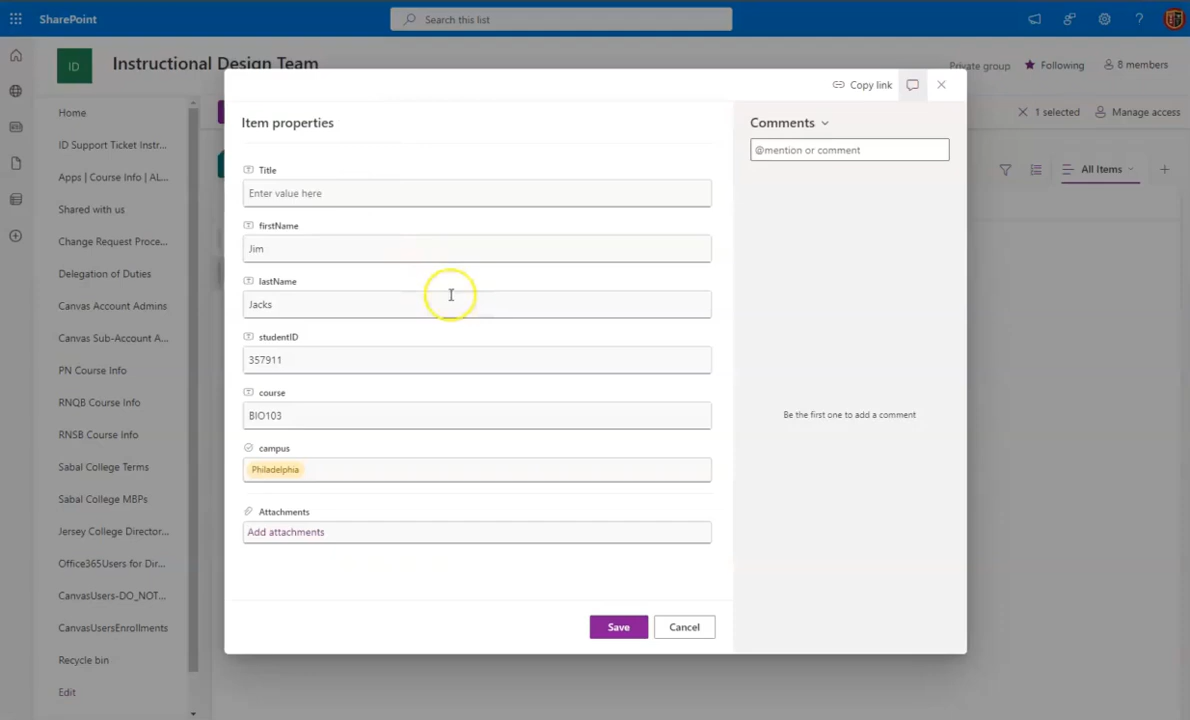 SharePoint
Search this list
ID
Instructional Design Team
Private group
Following
8 members
Home
ID Support Ticket Instr...
Apps | Course Info | AL...
Shared with us
Change Request Proce...
Delegation of Duties
Canvas Account Admins
Canvas Sub-Account A...
PN Course Info
RNQB Course Info
RNSB Course Info
Sabal College Terms
Sabal College MBPs
Jersey College Director...
Office365Users for Dir...
CanvasUsers-DO_NOT...
CanvasUsersEnrollments
Recycle bin
Edit
1 selected
Manage access
All Items
Copy link
Item properties
Title
Enter value here
firstName
Jim
lastName
Jacks
studentID
357911
course
BIO103
campus
Philadelphia
Attachments
Add attachments
Save
Cancel
Comments
@mention or comment
Be the first one to add a comment